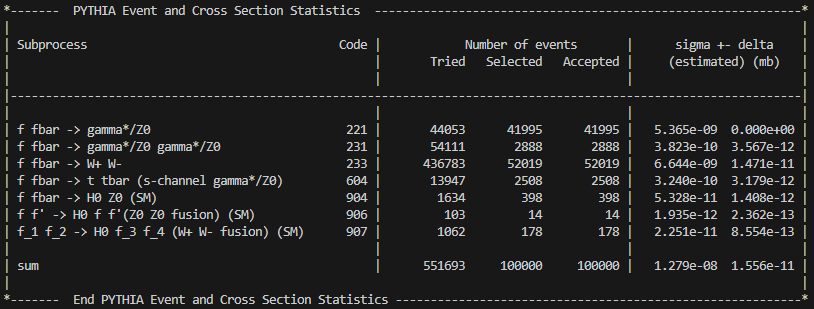 *-------  PYTHIA Event and Cross Section Statistics  -------------------------------------------------------------*
| Subprocess                                    Code |            Number of events       |      sigma +- delta    |
|                                                    |       Tried   Selected   Accepted |     (estimated) (mb)   |
|-----------------------------------------------------------------------------------------------------------------|
| f fbar -> gamma*/Z0                            221 |       44053      41995      41995 |   5.365e-09  0.000e+00 |
| f fbar -> gamma*/Z0 gamma*/Z0                  231 |       54111       2888       2888 |   3.823e-10  3.567e-12 |
| f fbar -> W+ W-                                233 |      436783      52019      52019 |   6.644e-09  1.471e-11 |
| f fbar -> t tbar (s-channel gamma*/Z0)         604 |       13947       2508       2508 |   3.240e-10  3.179e-12 |
| f fbar -> H0 Z0 (SM)                           904 |        1634        398        398 |   5.328e-11  1.408e-12 |
| f f' -> H0 f f'(Z0 Z0 fusion) (SM)             906 |         103         14         14 |   1.935e-12  2.362e-13 |
| f_1 f_2 -> H0 f_3 f_4 (W+ W- fusion) (SM)      907 |        1062        178        178 |   2.251e-11  8.554e-13 |
| sum                                                |      551693     100000     100000 |   1.279e-08  1.556e-11 |
*-------  End PYTHIA Event and Cross Section Statistics ----------------------------------------------------------*